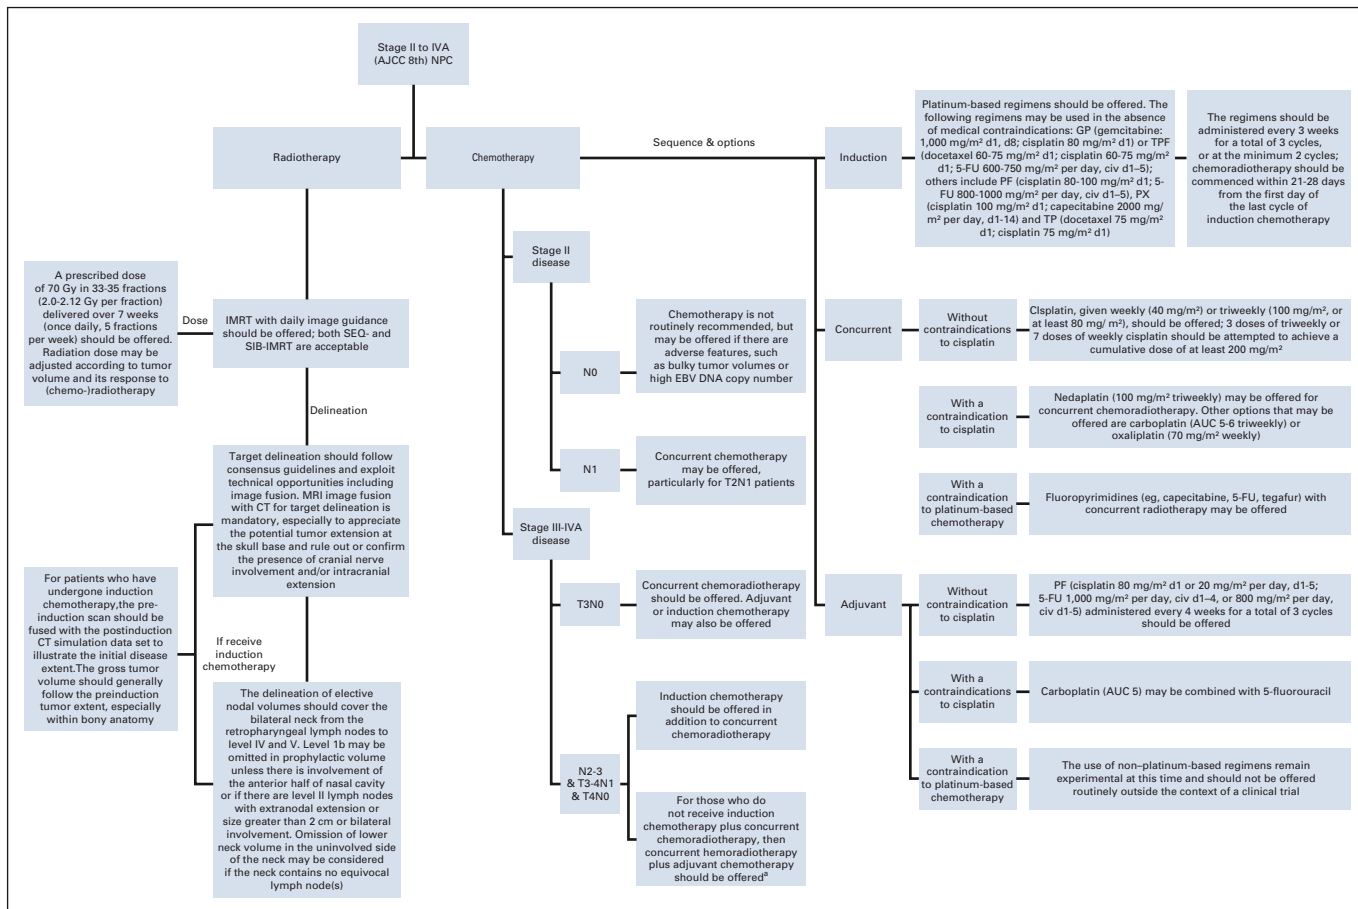 Stage II to IVA
(AJCC 8th) NPC
Radiotherapy
Chemotherapy
Sequence & options
Induction
Platinum-based regimens should be offered. The
following regimens may be used in the absence
of medical contraindications: GP (gemcitabine:
1,000 mg/m² d1, d8; cisplatin 80 mg/m² d1) or TPF
(docetaxel 60-75 mg/m² d1; cisplatin 60-75 mg/m²
d1; 5-FU 600-750 mg/m² per day, civ d1–5);
others include PF (cisplatin 80-100 mg/m² d1; 5-
FU 800-1000 mg/m² per day, civ d1–5), PX
(cisplatin 100 mg/m² d1; capecitabine 2000 mg/
m² per day, d1-14) and TP (docetaxel 75 mg/m²
d1; cisplatin 75 mg/m² d1)
The regimens should be
administered every 3 weeks
for a total of 3 cycles,
or at the minimum 2 cycles;
chemoradiotherapy should be
commenced within 21-28 days
from the first day of
the last cycle of
induction chemotherapy
A prescribed dose
of 70 Gy in 33-35 fractions
(2.0-2.12 Gy per fraction)
delivered over 7 weeks
(once daily, 5 fractions
per week) should be offered.
Radiation dose may be
adjusted according to tumor
volume and its response to
(chemo-)radiotherapy
Dose
IMRT with daily image guidance
should be offered; both SEQ- and
SIB-IMRT are acceptable
Delineation
Target delineation should follow
consensus guidelines and exploit
technical opportunities including
image fusion. MRI image fusion
with CT for target delineation is
mandatory, especially to appreciate
the potential tumor extension at
the skull base and rule out or confirm
the presence of cranial nerve
involvement and/or intracranial
extension
For patients who have
undergone induction
chemotherapy,the pre-
induction scan should be
fused with the postinduction
CT simulation data set to
illustrate the initial disease
extent.The gross tumor
volume should generally
follow the preinduction
tumor extent, especially
within bony anatomy
If receive
induction
chemotherapy
The delineation of elective
nodal volumes should cover the
bilateral neck from the
retropharyngeal lymph nodes to
level IV and V. Level 1b may be
omitted in prophylactic volume
unless there is involvement of
the anterior half of nasal cavity
or if there are level II lymph nodes
with extranodal extension or
size greater than 2 cm or bilateral
involvement. Omission of lower
neck volume in the uninvolved side
of the neck may be considered
if the neck contains no equivocal
lymph node(s)
Stage II
disease
N0
Chemotherapy is not
routinely recommended, but
may be offered if there are
adverse features, such
as bulky tumor volumes or
high EBV DNA copy number
N1
Concurrent chemotherapy
may be offered,
particularly for T2N1 patients
Stage III-IVA
disease
T3N0
Concurrent chemoradiotherapy
should be offered. Adjuvant
or induction chemotherapy
may also be offered
N2-3
& T3-4N1
& T4N0
Induction chemotherapy
should be offered in
addition to concurrent
chemoradiotherapy
For those who do
not receive induction
chemotherapy plus concurrent
chemoradiotherapy, then
concurrent hemoradiotherapy
plus adjuvant chemotherapy
should be offeredᵃ
Concurrent
Without
contraindications
to cisplatin
CIsplatin, given weekly (40 mg/m²) or triweekly (100 mg/m², or
at least 80 mg/ m²), should be offered; 3 doses of triweekly or
7 doses of weekly cisplatin should be attempted to achieve a
cumulative dose of at least 200 mg/m²
With a
contraindication
to cisplatin
Nedaplatin (100 mg/m² triweekly) may be offered for
concurrent chemoradiotherapy. Other options that may be
offered are carboplatin (AUC 5-6 triweekly) or
oxaliplatin (70 mg/m² weekly)
With a
contraindication
to platinum-based
chemotherapy
Fluoropyrimidines (eg, capecitabine, 5-FU, tegafur) with
concurrent radiotherapy may be offered
Adjuvant
Without
contraindication
to cisplatin
PF (cisplatin 80 mg/m² d1 or 20 mg/m² per day, d1-5;
5-FU 1,000 mg/m² per day, civ d1–4, or 800 mg/m² per day,
civ d1-5) administered every 4 weeks for a total of 3 cycles
should be offered
With a
contraindications
to cisplatin
Carboplatin (AUC 5) may be combined with 5-fluorouracil
With a
contraindication
to platinum-based
chemotherapy
The use of non–platinum-based regimens remain
experimental at this time and should not be offered
routinely outside the context of a clinical trial